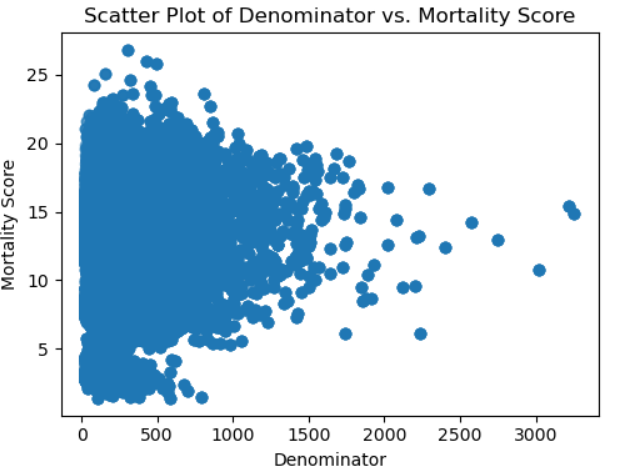 Scatter Plot of Denominator vs. Mortality Score
25
20
15
10
5
Mortality Score
0 500 1000 1500 2000 2500 3000
Denominator